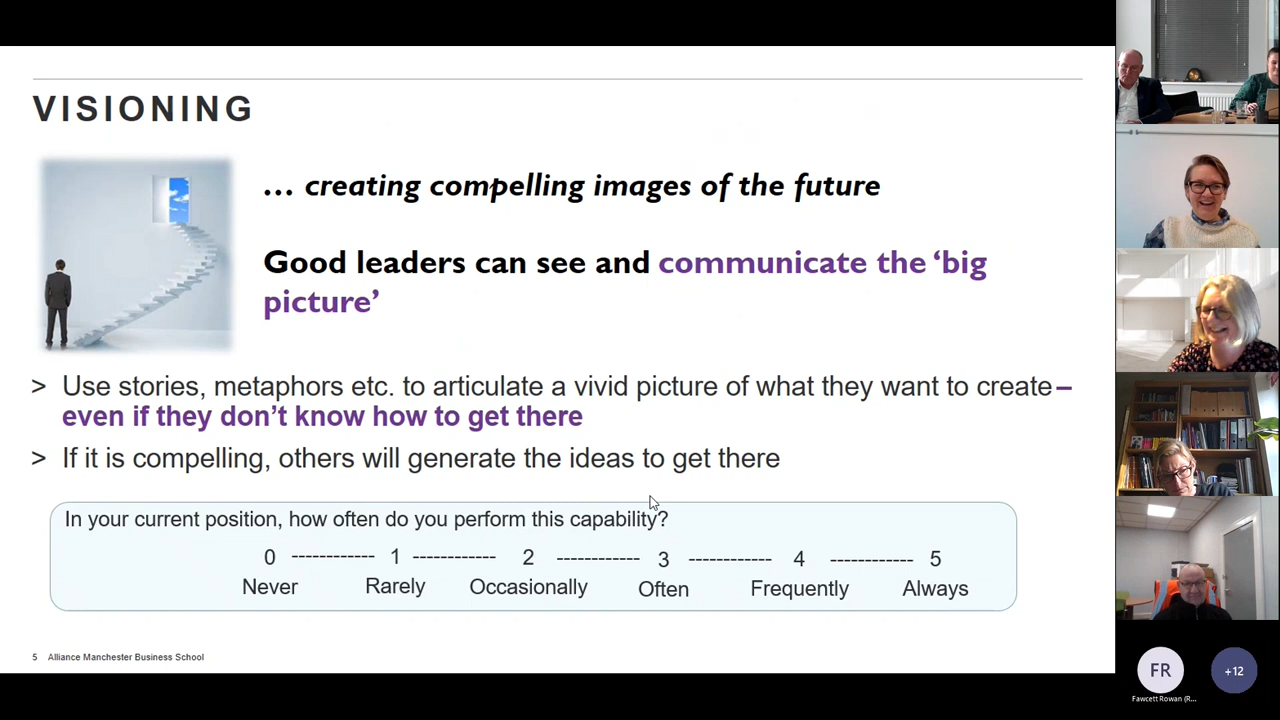 VISIONING
… creating compelling images of the future
Good leaders can see and communicate the ‘big
picture’
> Use stories, metaphors etc. to articulate a vivid picture of what they want to create –
even if they don’t know how to get there
> If it is compelling, others will generate the ideas to get there
In your current position, how often do you perform this capability?
0 ------------ 1 ------------ 2 ------------ 3 ------------ 4 ------------ 5
Never Rarely Occasionally Often Frequently Always
5 Alliance Manchester Business School
FR +12
Fawcett Rowan (R...